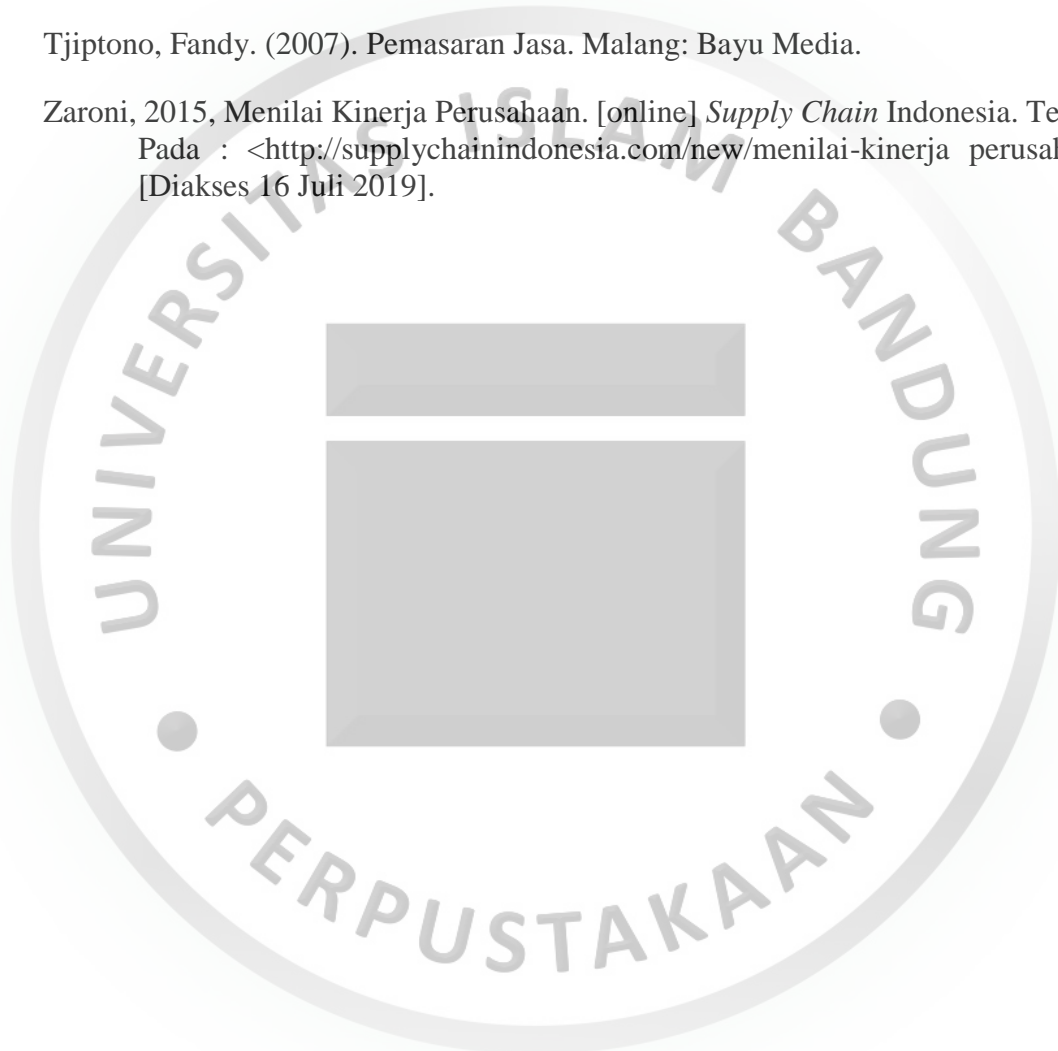 Tjiptono, Fandy. (2007). Pemasaran Jasa. Malang: Bayu Media.
Zaroni, 2015, Menilai Kinerja Perusahaan. [online] Supply Chain Indonesia. Te
Pada : <http://supplychainindonesia.com/new/menilai-kinerja perusah
[Diakses 16 Juli 2019].
UNIVERSITAS ISLAM BANDUNG
PERPUSTAKAAN